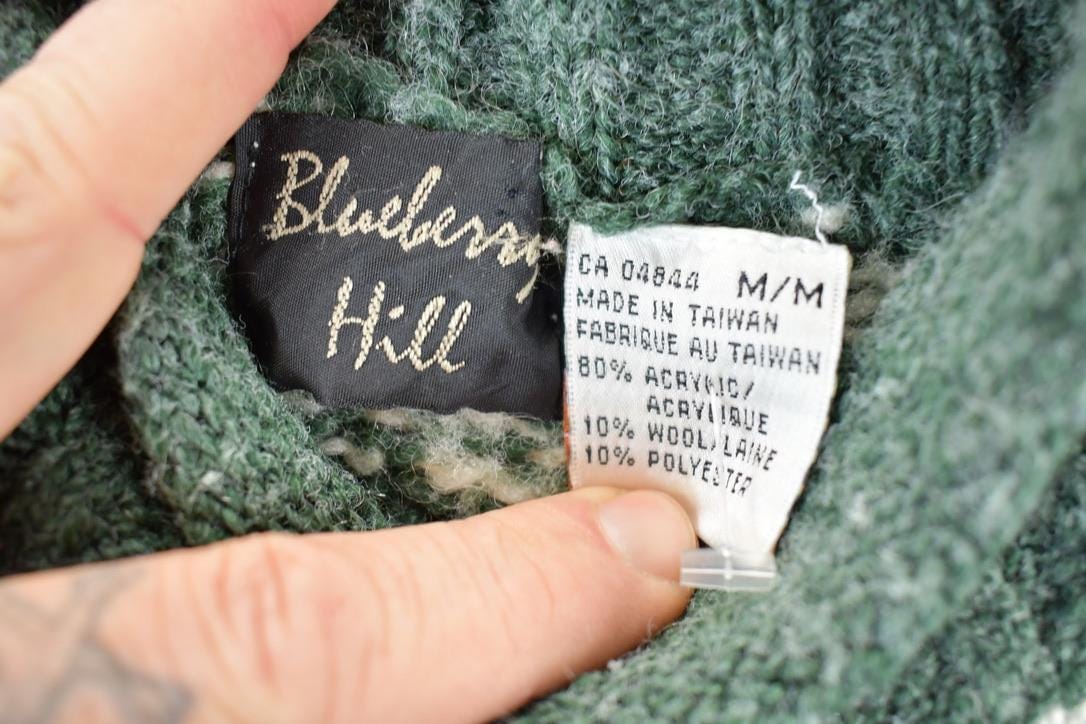 Blueberry
Hill
CA 04844 M/M
MADE IN TAIWAN
FABRIQUE AU TAIWAN
80% ACRYLIC/
ACRYLIQUE
10% WOOL/LAINE
10% POLYESTER